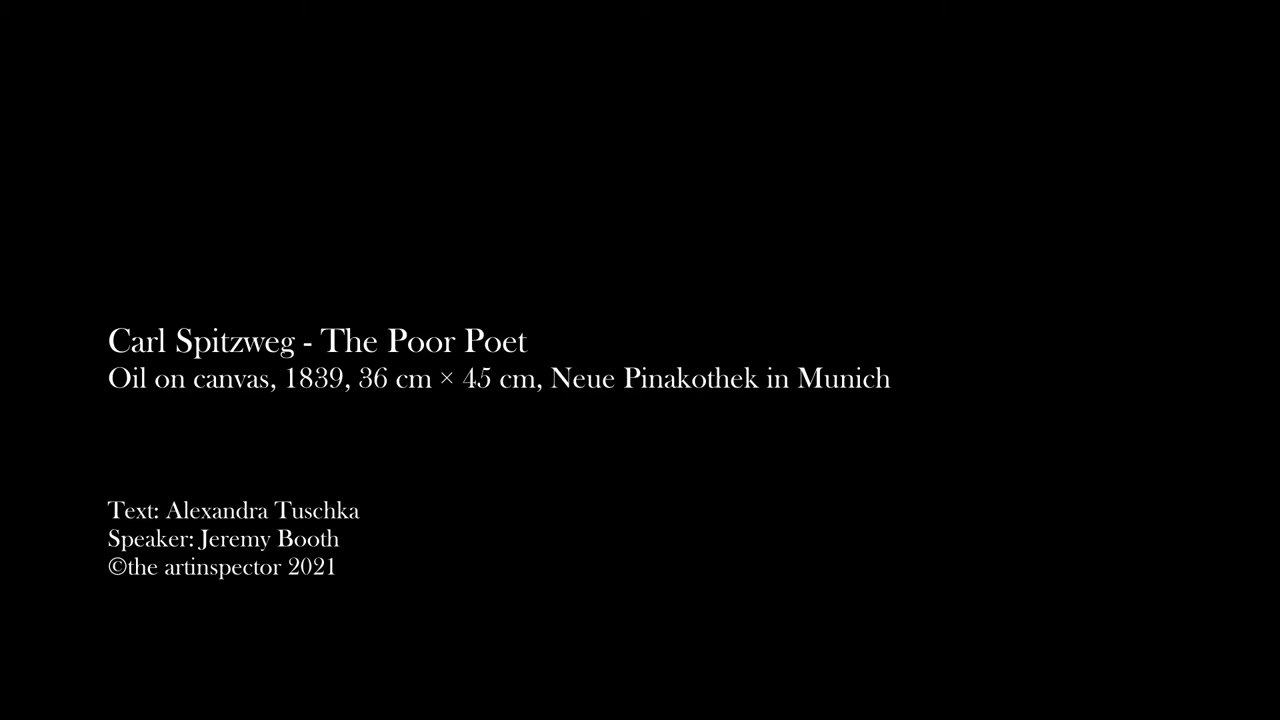 Carl Spitzweg - The Poor Poet
Oil on canvas, 1839, 36 cm × 45 cm, Neue Pinakothek in Munich
Text: Alexandra Tuschka
Speaker: Jeremy Booth
©the artinspector 2021